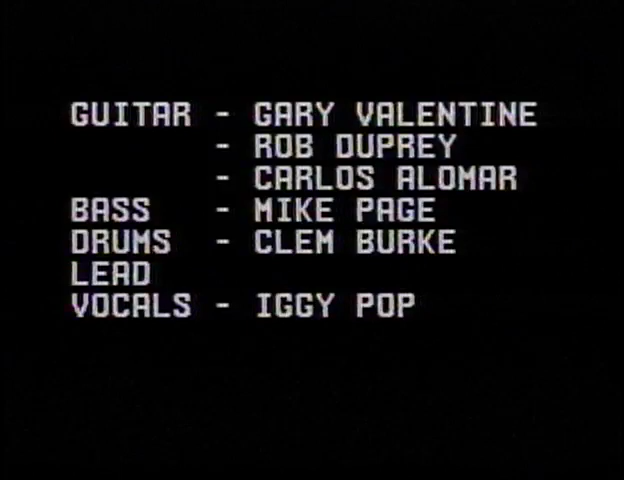 GUITAR - GARY VALENTINE
- ROB DUPREY
- CARLOS ALOMAR
BASS - MIKE PAGE
DRUMS - CLEM BURKE
LEAD
VOCALS - IGGY POP